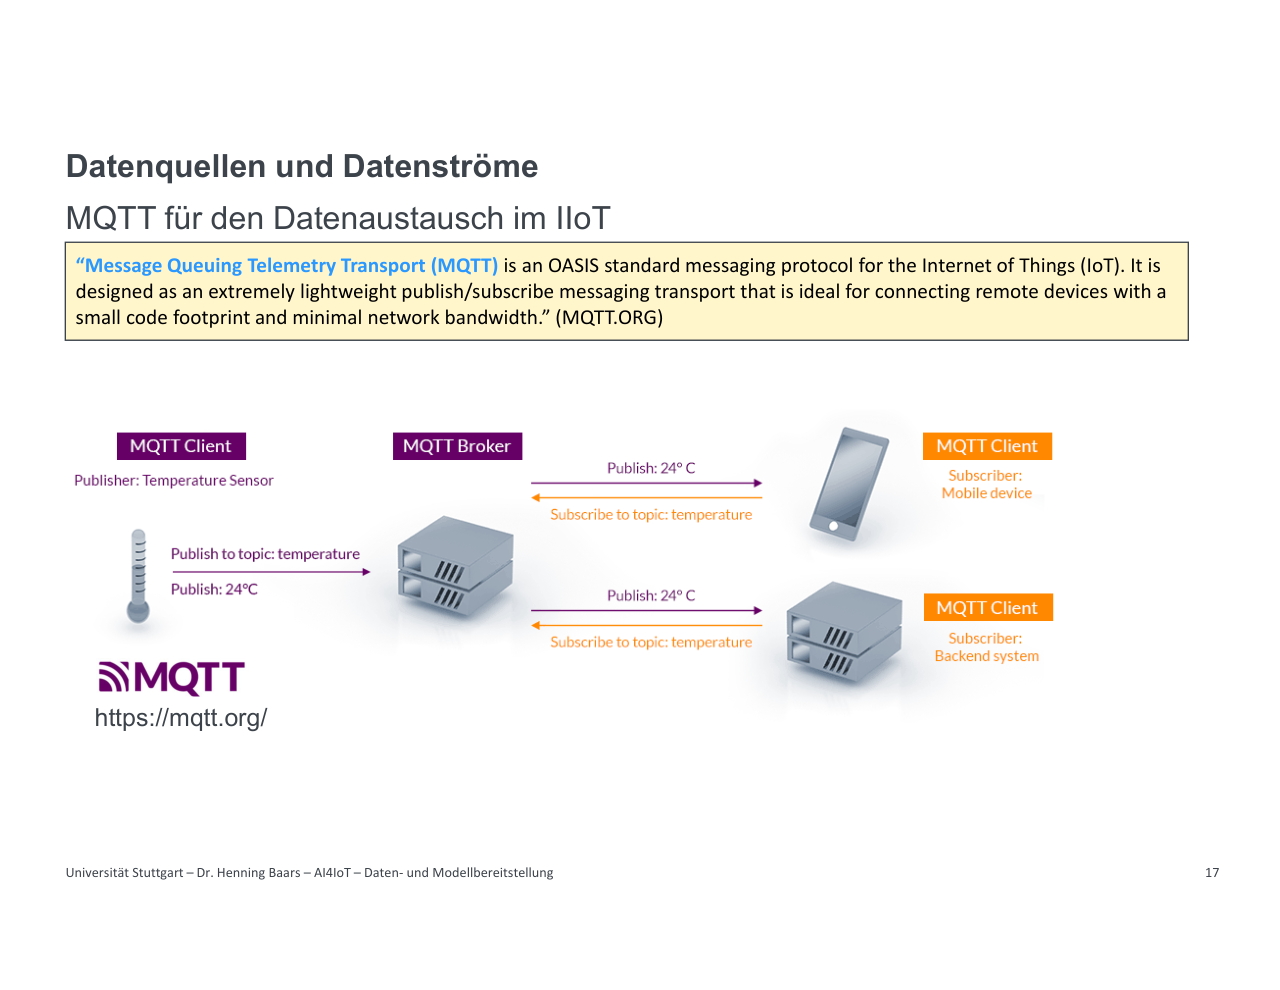 Datenquellen und Datenströme
MQTT für den Datenaustausch im IIoT
“Message Queuing Telemetry Transport (MQTT) is an OASIS standard messaging protocol for the Internet of Things (IoT). It is
designed as an extremely lightweight publish/subscribe messaging transport that is ideal for connecting remote devices with a
small code footprint and minimal network bandwidth.” (MQTT.ORG)
MQTT Client
Publisher: Temperature Sensor
Publish to topic: temperature
Publish: 24°C
MQTT Broker
Publish: 24° C
Subscribe to topic: temperature
MQTT Client
Subscriber:
Mobile device
Publish: 24° C
Subscribe to topic: temperature
MQTT Client
Subscriber:
Backend system
MQTT
https://mqtt.org/
Universität Stuttgart – Dr. Henning Baars – AI4IoT – Daten- und Modellbereitstellung
17